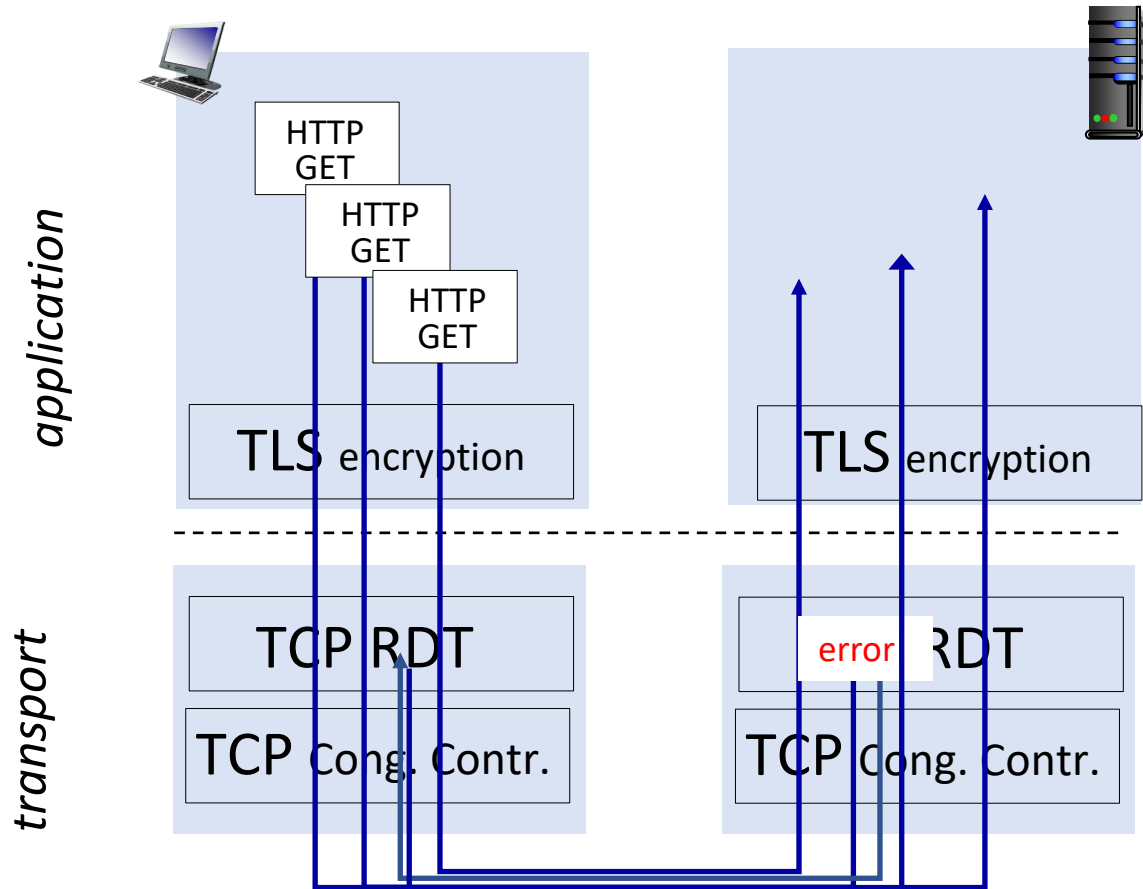 application
HTTP
GET
HTTP
GET
HTTP
GET
TLS encryption
TLS encryption
transport
TCP RDT
error RDT
TCP Cong. Contr.
TCP Cong. Contr.